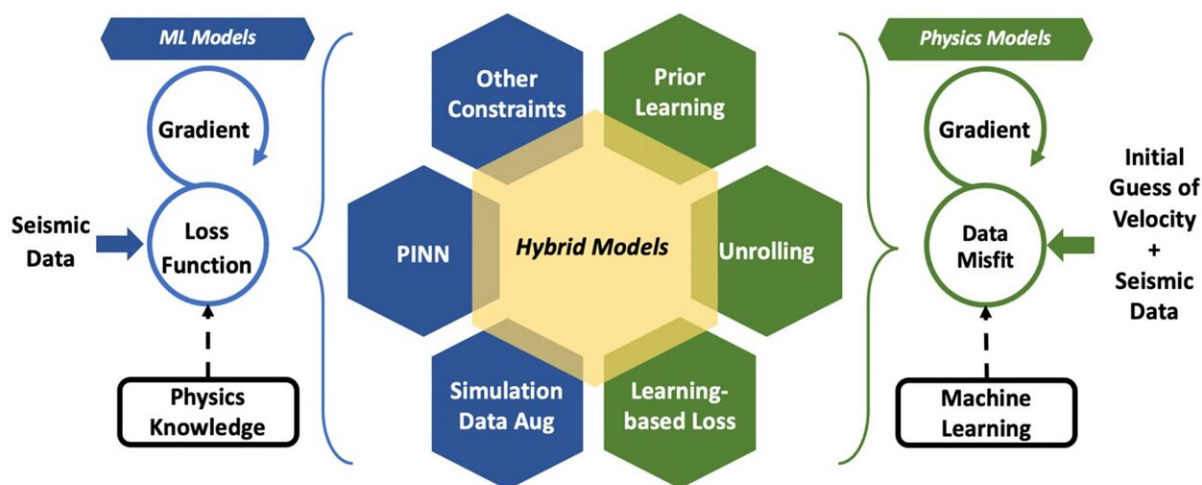 ML Models
Gradient
Seismic
Data
Loss
Function
Physics
Knowledge
Other
Constraints
Prior
Learning
PINN
Hybrid Models
Unrolling
Simulation
Data Aug
Learning-
based Loss
Physics Models
Gradient
Data
Misfit
Initial
Guess of
Velocity
+
Seismic
Data
Machine
Learning